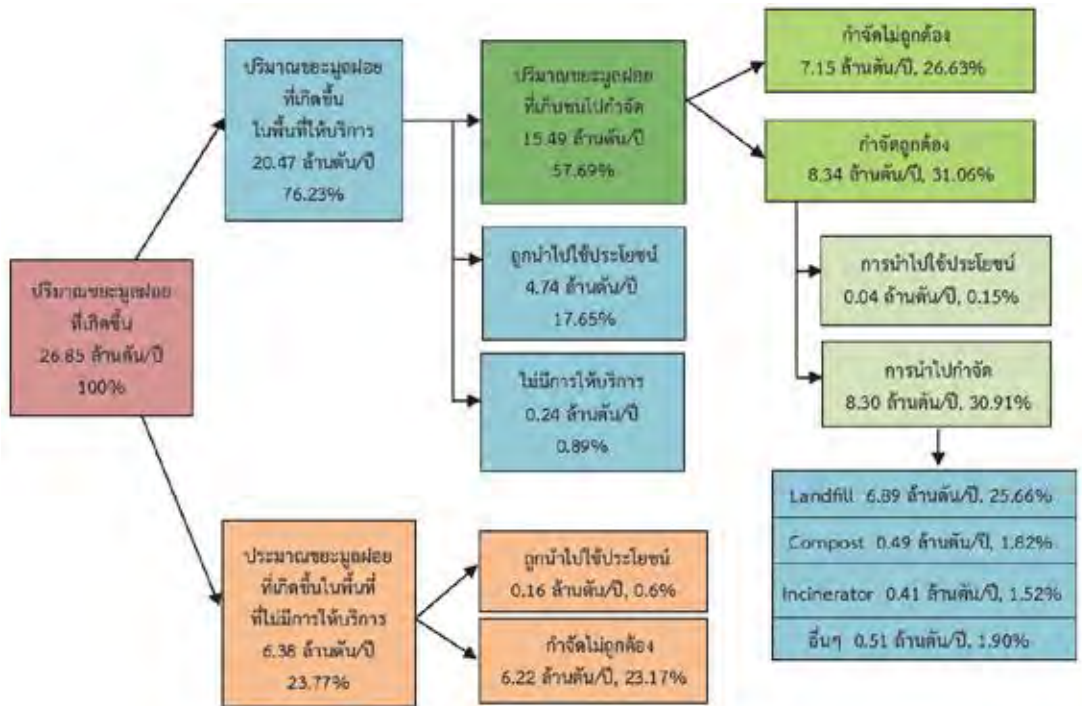 ปริมาณขยะมูลฝอย
ที่เกิดขึ้น
26.85 ล้านตัน/ปี
100%
ปริมาณขยะมูลฝอย
ที่เกิดขึ้น
ในพื้นที่ให้บริการ
20.47 ล้านตัน/ปี
76.23%
ปริมาณขยะมูลฝอย
ที่เก็บขนไปกำจัด
15.49 ล้านตัน/ปี
57.69%
กำจัดไม่ถูกต้อง
7.15 ล้านตัน/ปี, 26.63%
กำจัดถูกต้อง
8.34 ล้านตัน/ปี, 31.06%
การนำไปใช้ประโยชน์
0.04 ล้านตัน/ปี, 0.15%
การนำไปกำจัด
8.30 ล้านตัน/ปี, 30.91%
Landfill 6.89 ล้านตัน/ปี, 25.66%
Compost 0.49 ล้านตัน/ปี, 1.82%
Incinerator 0.41 ล้านตัน/ปี, 1.52%
อื่นๆ 0.51 ล้านตัน/ปี, 1.90%
ถูกนำไปใช้ประโยชน์
4.74 ล้านตัน/ปี
17.65%
ไม่มีการให้บริการ
0.24 ล้านตัน/ปี
0.89%
ประมาณขยะมูลฝอย
ที่เกิดขึ้นในพื้นที่
ที่ไม่มีการให้บริการ
6.38 ล้านตัน/ปี
23.77%
ถูกนำไปใช้ประโยชน์
0.16 ล้านตัน/ปี, 0.6%
กำจัดไม่ถูกต้อง
6.22 ล้านตัน/ปี, 23.17%